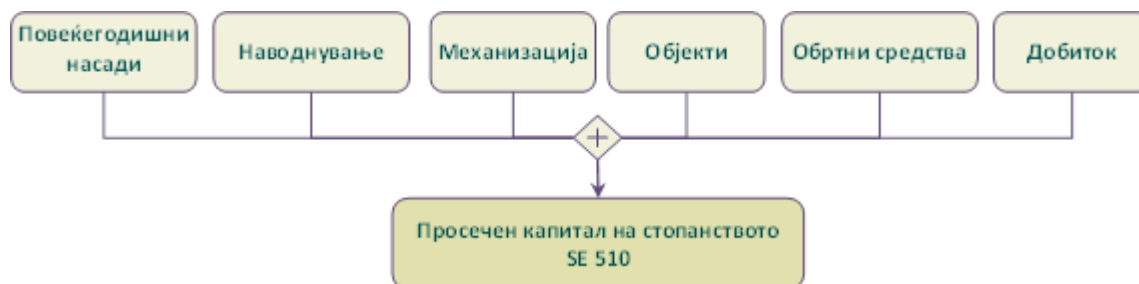 Повеќегодишни
насади
Наводнување
Механизација
Објекти
Обртни средства
Добиток
Просечен капитал на стопанството
SE 510